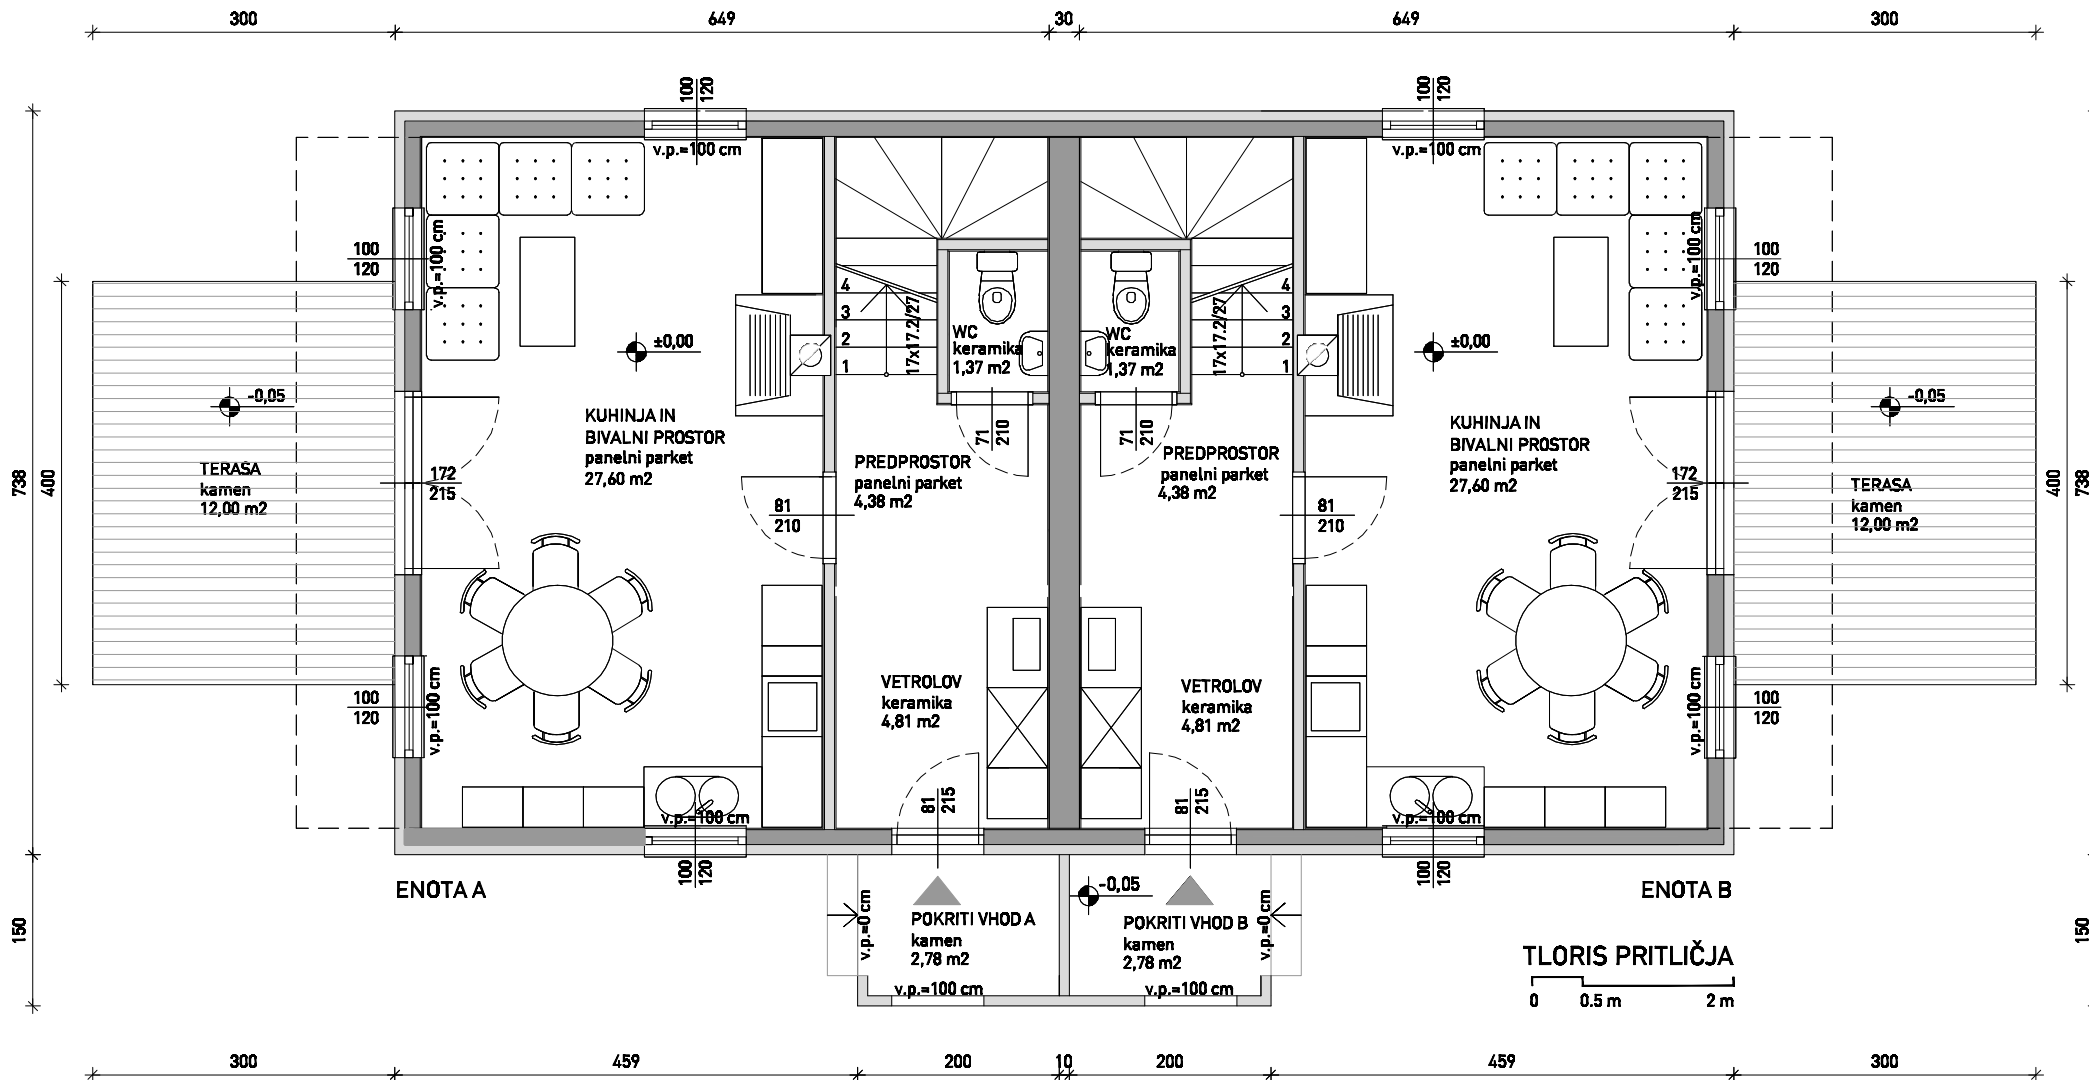 300 649 30 649 300
100
120
100
120
v.p.=100 cm
v.p.=100 cm
100
120
v.p.=100 cm
v.p.=100 cm
100
120
4
3
2
1
17x17.2/27
WC
keramika
1,37 m2
WC
keramika
1,37 m2
17x17.2/27
4
3
2
1
±0,00
±0,00
-0,05
-0,05
738
400
400
738
KUHINJA IN
BIVALNI PROSTOR
panelni parket
27,60 m2
71
210
71
210
KUHINJA IN
BIVALNI PROSTOR
panelni parket
27,60 m2
TERASA
kamen
12,00 m2
172
215
PREDPROSTOR
panelni parket
4,38 m2
PREDPROSTOR
panelni parket
4,38 m2
172
215
TERASA
kamen
12,00 m2
81
210
81
210
100
120
v.p.=100 cm
VETROLOV
keramika
4,81 m2
VETROLOV
keramika
4,81 m2
v.p.=100 cm
100
120
v.p.=100 cm
81
215
81
215
v.p.=100 cm
100
120
100
120
ENOTA A
ENOTA B
150
v.p.=0 cm
POKRITI VHOD A
kamen
2,78 m2
v.p.=100 cm
-0,05
POKRITI VHOD B
kamen
2,78 m2
v.p.=100 cm
v.p.=0 cm
150
TLORIS PRITLIČJA
0 0.5 m 2 m
300 459 200 10 200 459 300